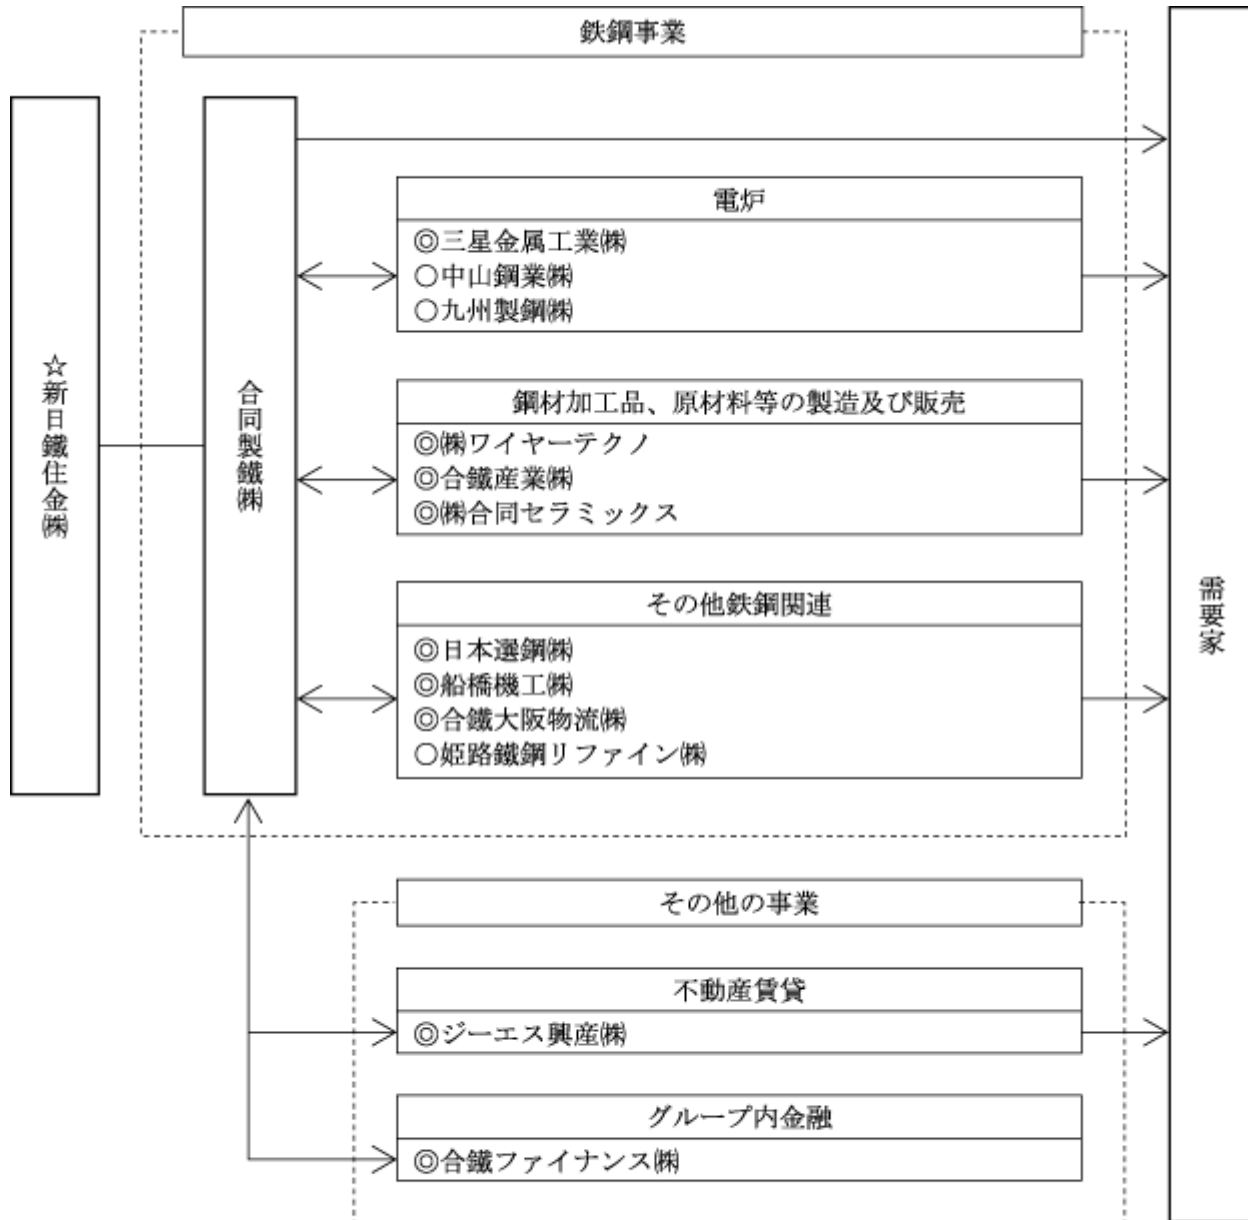 鉄鋼事業
☆新日鐵住金㈱
合同製鐵㈱
電炉
◎三星金属工業㈱
○中山鋼業㈱
○九州製鋼㈱
鋼材加工品、原材料等の製造及び販売
◎㈱ワイヤーテクノ
◎合鐵産業㈱
◎㈱合同セラミックス
その他鉄鋼関連
◎日本選鋼㈱
◎船橋機工㈱
◎合鐵大阪物流㈱
○姫路鐵鋼リファイン㈱
需要家
その他の事業
不動産賃貸
◎ジーエス興産㈱
グループ内金融
◎合鐵ファイナンス㈱